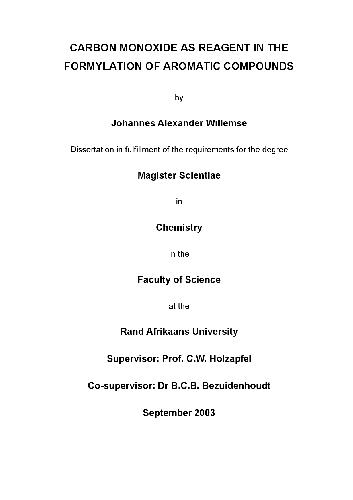 CARBON MONOXIDE AS REAGENT IN THE
FORMYLATION OF AROMATIC COMPOUNDS
by
Johannes Alexander Willemse
Dissertation in fulfillment of the requirements for the degree
Magister Scientiae
in
Chemistry
in the
Faculty of Science
at the
Rand Afrikaans University
Supervisor: Prof. C.W. Holzapfel
Co-supervisor: Dr B.C.B. Bezuidenhoudt
September 2003